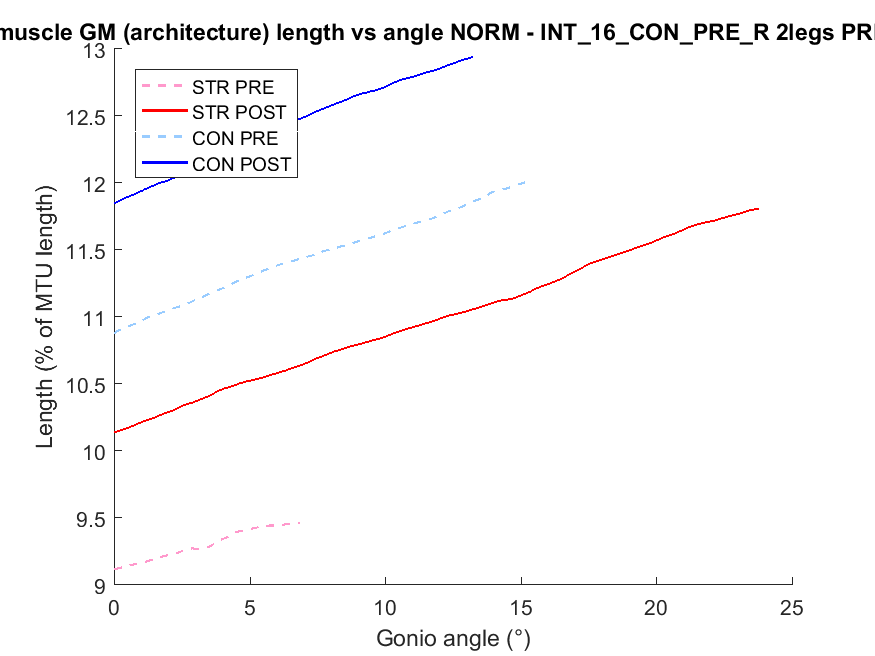 muscle GM (architecture) length vs angle NORM - INT_16_CON_PRE_R 2legs PRE
STR PRE
STR POST
CON PRE
CON POST
Length (% of MTU length)
13
12.5
12
11.5
11
10.5
10
9.5
9
0
5
10
15
20
25
Gonio angle (°)